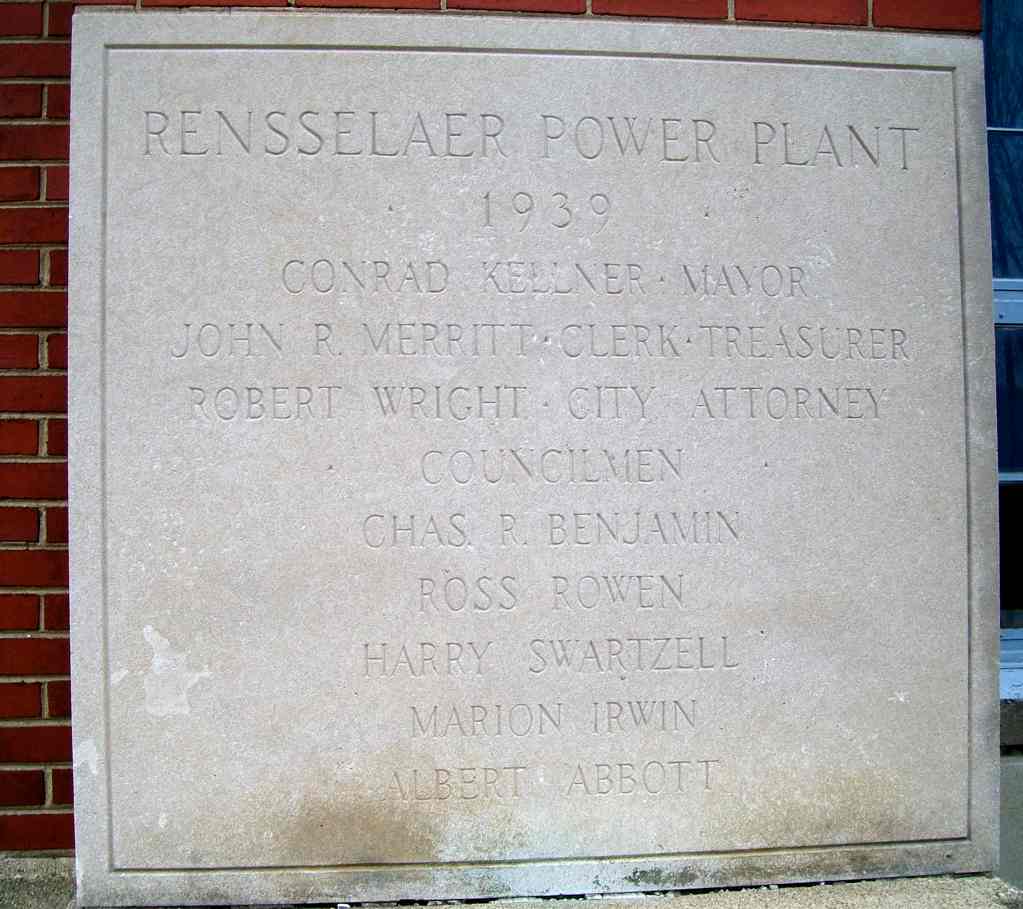 RENSSELAER POWER PLANT
1939
CONRAD KELLNER · MAYOR
JOHN R. MERRITT · CLERK · TREASURER
ROBERT WRIGHT · CITY ATTORNEY
COUNCILMEN
CHAS. R. BENJAMIN
ROSS ROWEN
HARRY SWARTZELL
MARION IRWIN
ALBERT ABBOTT